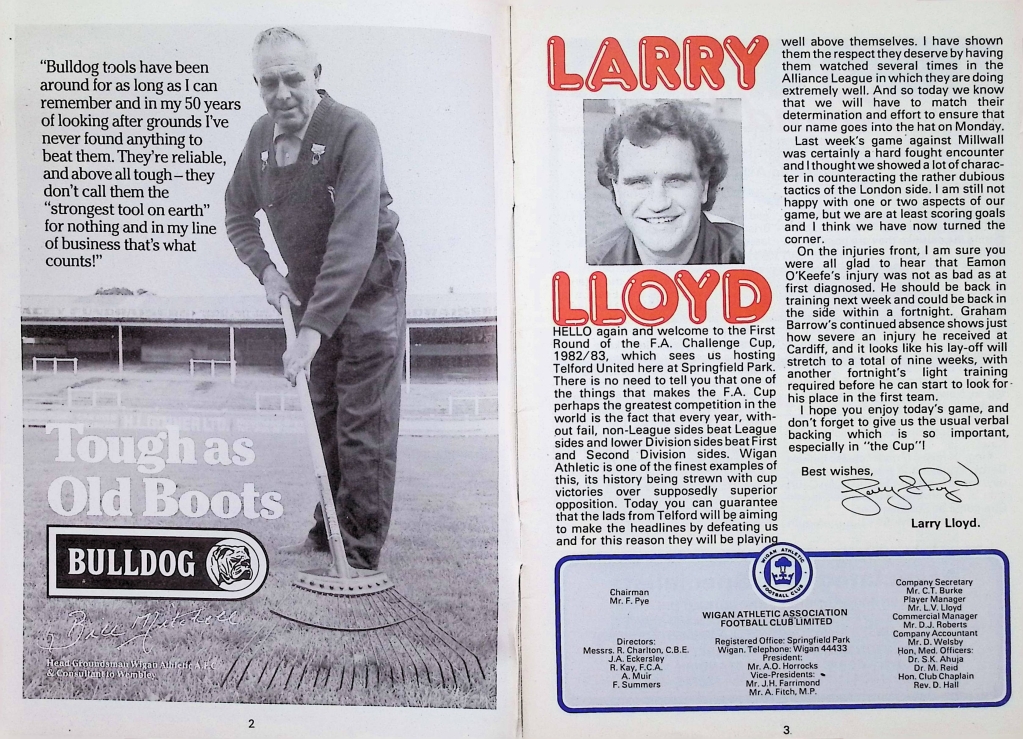 "Bulldog tools have been
around for as long as I can
remember and in my 50 years
of looking after grounds I've
never found anything to
beat them. They're reliable,
and above all tough – they
don't call them the
"strongest tool on earth"
for nothing and in my line
of business that's what
counts!"
Tough as
Old Boots
BULLDOG
Head Groundsman Wigan Athletic A.F.C
& Consultant to Wembley
2
LARRY
LLOYD
HELLO again and welcome to the First
Round of the F.A. Challenge Cup,
1982/83, which sees us hosting
Telford United here at Springfield Park.
There is no need to tell you that one of
the things that makes the F.A. Cup
perhaps the greatest competition in the
world is the fact that every year, with-
out fail, non-League sides beat League
sides and lower Division sides beat First
and Second Division sides. Wigan
Athletic is one of the finest examples of
this, its history being strewn with cup
victories over supposedly superior
opposition. Today you can guarantee
that the lads from Telford will be aiming
to make the headlines by defeating us
and for this reason they will be playing
well above themselves. I have shown
them the respect they deserve by having
them watched several times in the
Alliance League in which they are doing
extremely well. And so today we know
that we will have to match their
determination and effort to ensure that
our name goes into the hat on Monday.
Last week's game against Millwall
was certainly a hard fought encounter
and I thought we showed a lot of charac-
ter in counteracting the rather dubious
tactics of the London side. I am still not
happy with one or two aspects of our
game, but we are at least scoring goals
and I think we have now turned the
corner.
On the injuries front, I am sure you
were all glad to hear that Eamon
O'Keefe's injury was not as bad as at
first diagnosed. He should be back in
training next week and could be back in
the side within a fortnight. Graham
Barrow's continued absence shows just
how severe an injury he received at
Cardiff, and it looks like his lay-off will
stretch to a total of nine weeks, with
another fortnight's light training
required before he can start to look for
his place in the first team.
I hope you enjoy today's game, and
don't forget to give us the usual verbal
backing which is so important,
especially in "the Cup"!
Best wishes,
Larry Lloyd
Larry Lloyd.
WIGAN ATHLETIC
FOOTBALL CLUB
Chairman
Mr. F. Pye
Directors:
Messrs. R. Charlton, C.B.E.
J.A. Eckersley
R. Kay, F.C.A.
A. Muir
F. Summers
WIGAN ATHLETIC ASSOCIATION
FOOTBALL CLUB LIMITED
Registered Office: Springfield Park
Wigan. Telephone: Wigan 44433
President:
Mr. A.O. Horrocks
Vice-Presidents:
Mr. J.H. Farrimond
Mr. A. Fitch, M.P.
Company Secretary
Mr. C.T. Burke
Player Manager
Mr. L.V. Lloyd
Commercial Manager
Mr. D.J. Roberts
Company Accountant
Mr. D. Welsby
Hon, Med. Officers:
Dr. S.K. Ahuja
Dr. M. Reid
Hon. Club Chaplain
Rev. D. Hall
3